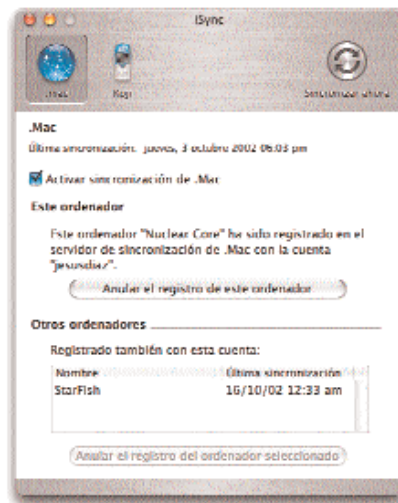 iSync
.mac
Sincronizar ahora
.Mac
Última sincronización: jueves, 3 octubre 2002 06:03 pm
Activar sincronización de .Mac
Este ordenador
Este ordenador "Nuclear Core" ha sido registrado en el
servidor de sincronización de .Mac con la cuenta
"jesusdiaz".
Anular el registro de este ordenador
Otros ordenadores
Registrado también con esta cuenta:
Nombre Última sincronización
StarFish 16/10/02 12:33 am
Anular el registro del ordenador seleccionado